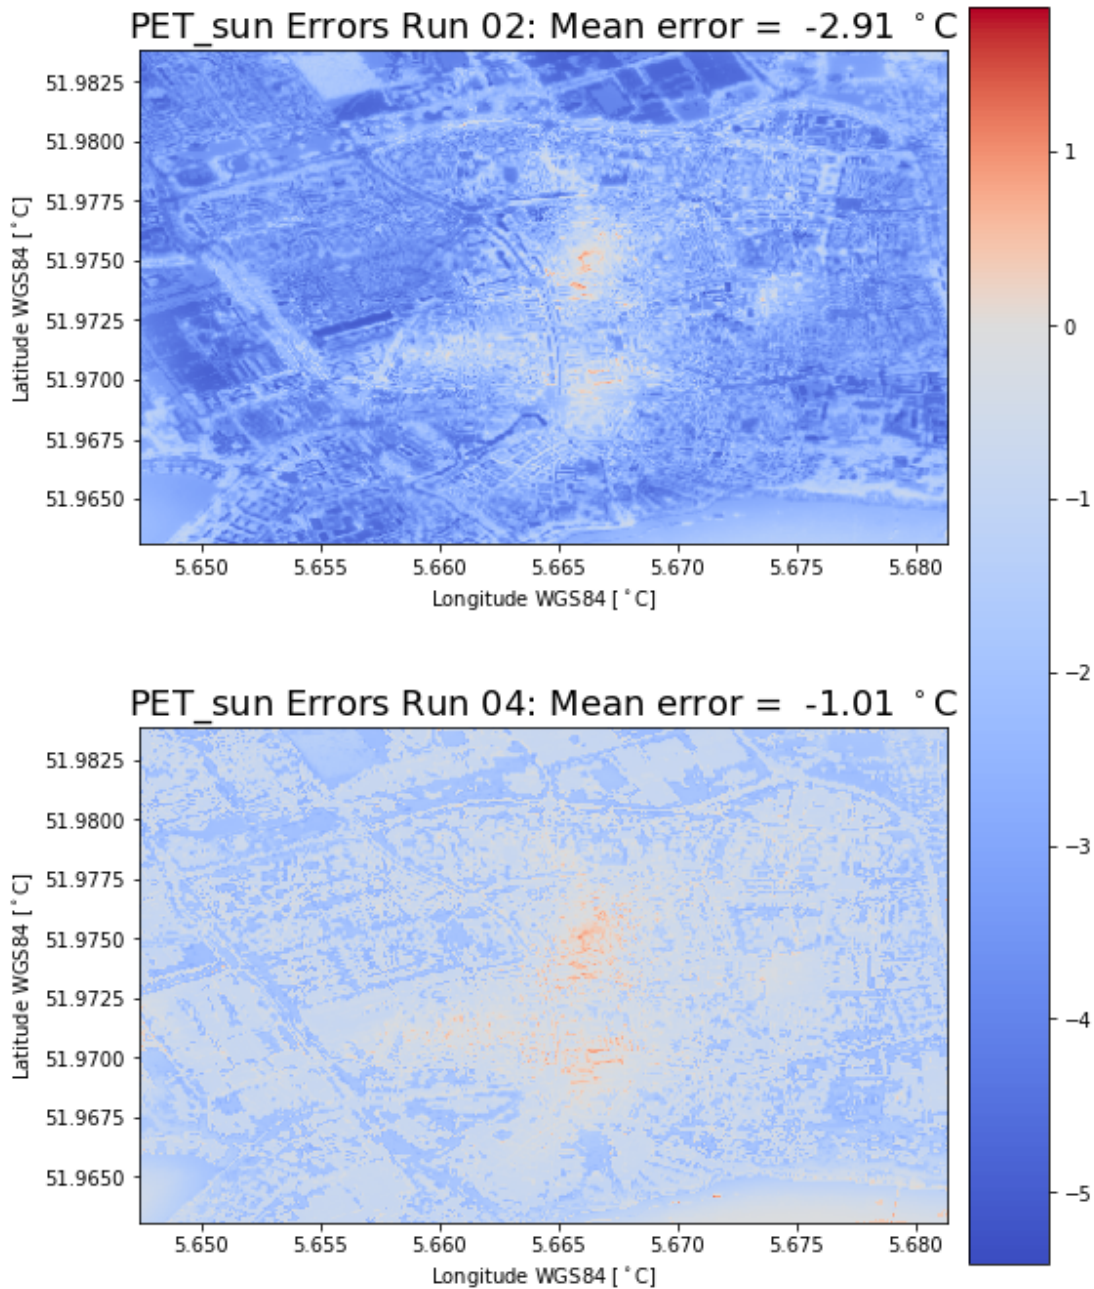 PET_sun Errors Run 02: Mean error = -2.91 °C
51.9825
51.9800
51.9775
51.9750
51.9725
51.9700
51.9675
51.9650
Latitude WGS84 [°C]
5.650 5.655 5.660 5.665 5.670 5.675 5.680
Longitude WGS84 [°C]
PET_sun Errors Run 04: Mean error = -1.01 °C
51.9825
51.9800
51.9775
51.9750
51.9725
51.9700
51.9675
51.9650
Latitude WGS84 [°C]
5.650 5.655 5.660 5.665 5.670 5.675 5.680
Longitude WGS84 [°C]
1
0
−1
−2
−3
−4
−5